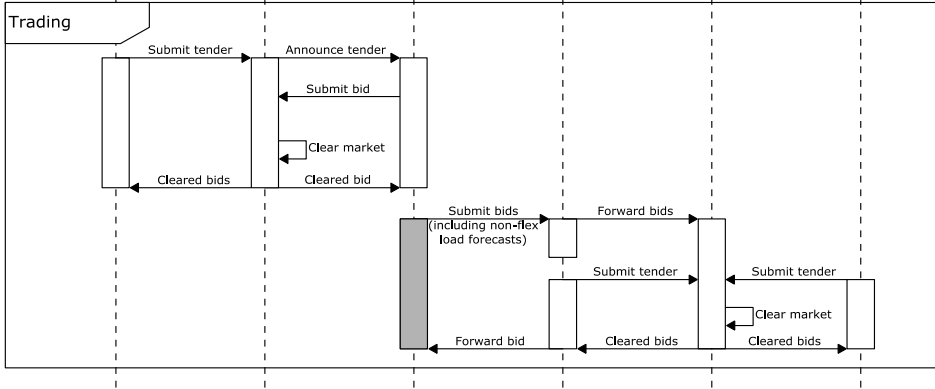 Trading
Submit tender
Announce tender
Submit bid
Clear market
Cleared bids
Cleared bid
Submit bids
(including non-flex
load forecasts)
Forward bids
Submit tender
Submit tender
Clear market
Forward bid
Cleared bids
Cleared bids